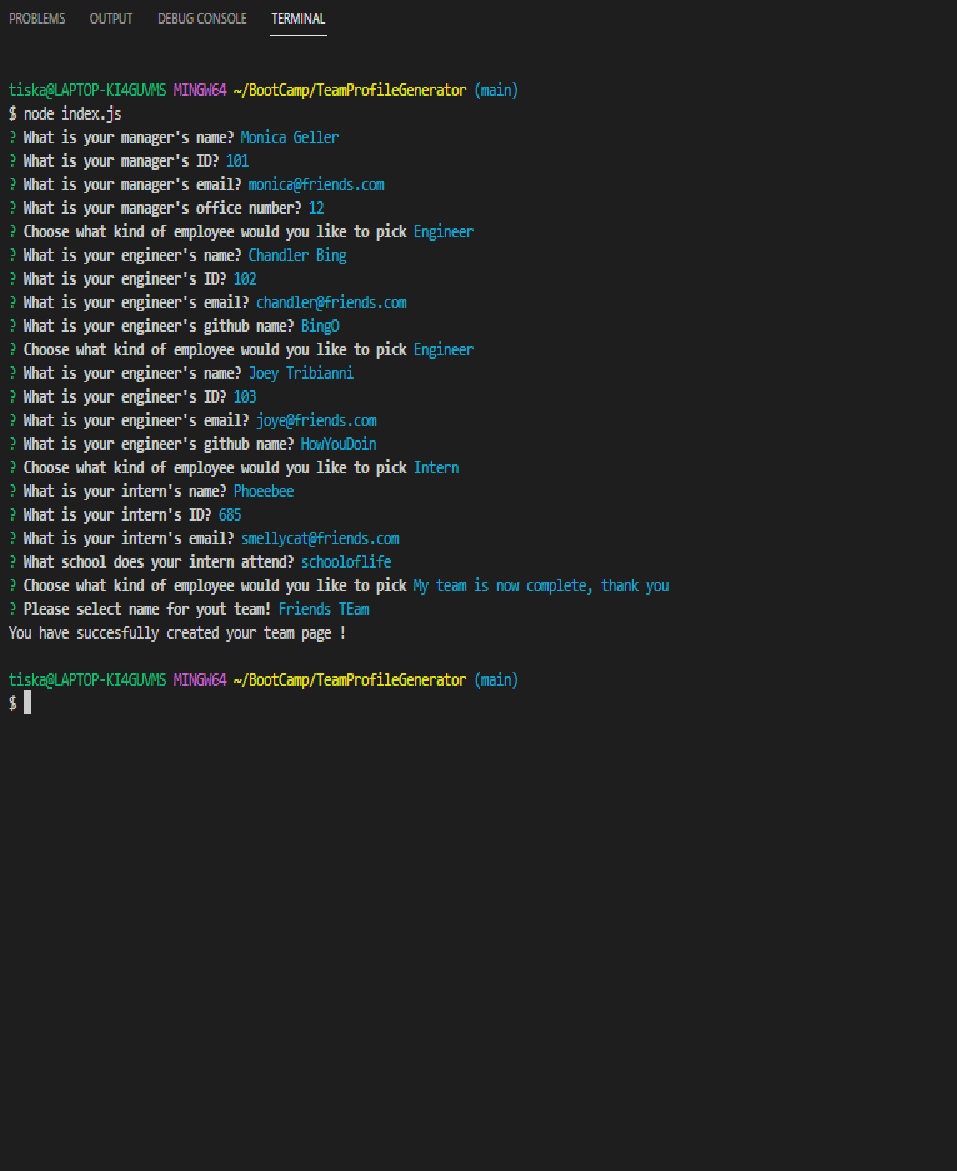 PROBLEMS OUTPUT DEBUG CONSOLE TERMINAL
tiska@LAPTOP-KI4GUVMS MINGW64 ~/BootCamp/TeamProfileGenerator (main)
$ node index.js
? What is your manager's name? Monica Geller
? What is your manager's ID? 101
? What is your manager's email? monica@friends.com
? What is your manager's office number? 12
? Choose what kind of employee would you like to pick Engineer
? What is your engineer's name? Chandler Bing
? What is your engineer's ID? 102
? What is your engineer's email? chandler@friends.com
? What is your engineer's github name? BingO
? Choose what kind of employee would you like to pick Engineer
? What is your engineer's name? Joey Tribianni
? What is your engineer's ID? 103
? What is your engineer's email? joye@friends.com
? What is your engineer's github name? HowYouDoin
? Choose what kind of employee would you like to pick Intern
? What is your intern's name? Phoeebee
? What is your intern's ID? 685
? What is your intern's email? smellycat@friends.com
? What school does your intern attend? schooloflife
? Choose what kind of employee would you like to pick My team is now complete, thank you
? Please select name for yout team! Friends TEam
You have succesfully created your team page !
tiska@LAPTOP-KI4GUVMS MINGW64 ~/BootCamp/TeamProfileGenerator (main)
$